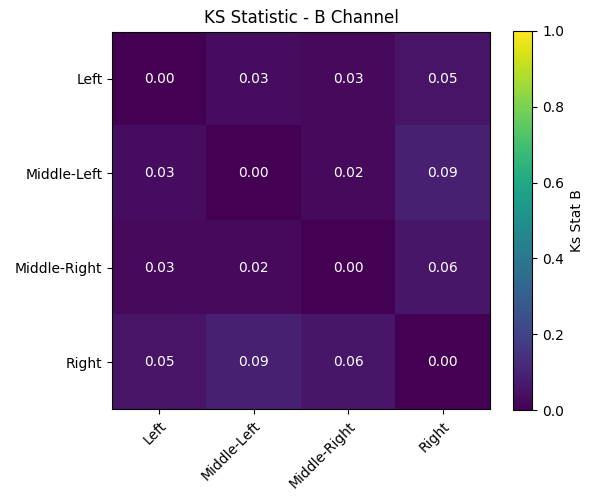 KS Statistic - B Channel
Left 0.00 0.03 0.03 0.05
Middle-Left 0.03 0.00 0.02 0.09
Middle-Right 0.03 0.02 0.00 0.06
Right 0.05 0.09 0.06 0.00
Left Middle-Left Middle-Right Right
1.0
0.8
0.6
0.4
0.2
0.0
Ks Stat B